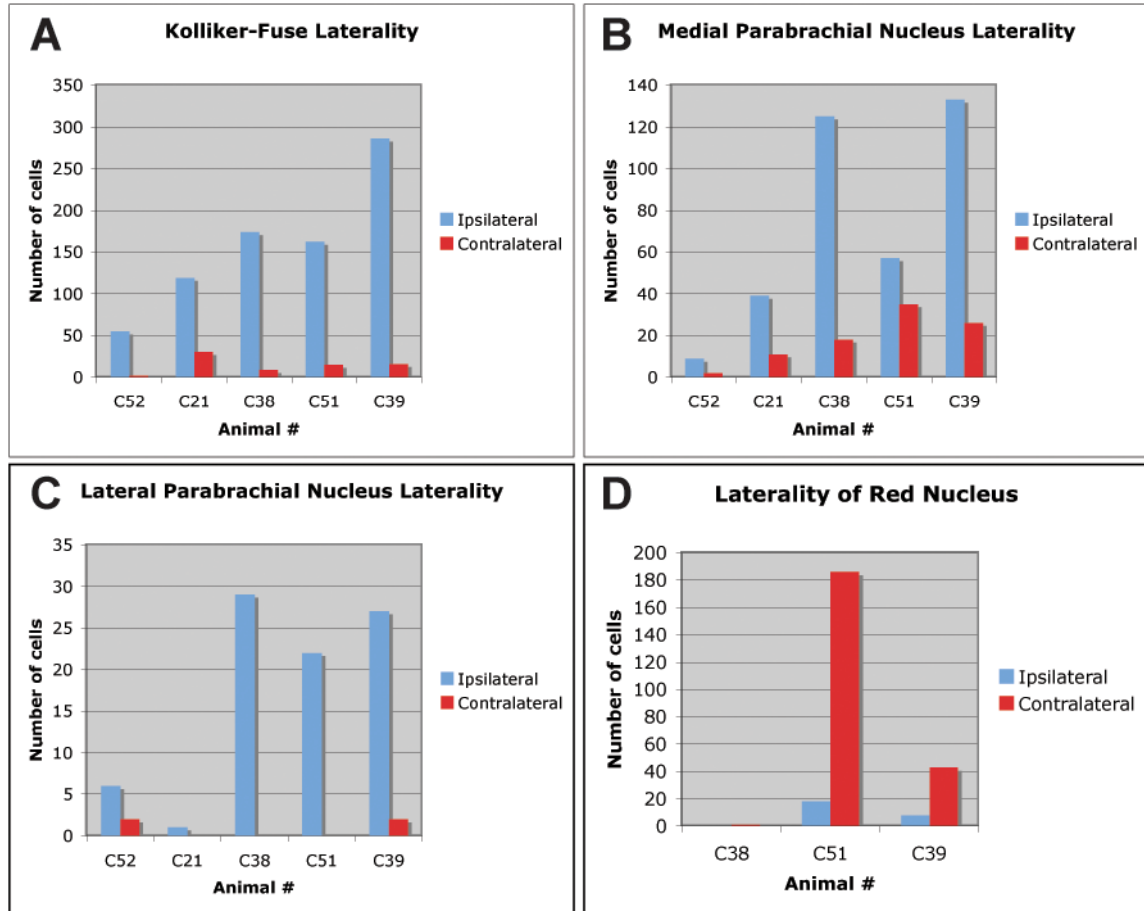 A
Kolliker-Fuse Laterality
350
300
250
200
150
100
50
0
Number of cells
C52 C21 C38 C51 C39
Animal #
Ipsilateral
Contralateral
B
Medial Parabrachial Nucleus Laterality
140
120
100
80
60
40
20
0
Number of cells
C52 C21 C38 C51 C39
Animal #
Ipsilateral
Contralateral
C
Lateral Parabrachial Nucleus Laterality
35
30
25
20
15
10
5
0
Number of cells
C52 C21 C38 C51 C39
Animal #
Ipsilateral
Contralateral
D
Laterality of Red Nucleus
200
180
160
140
120
100
80
60
40
20
0
Number of cells
C38 C51 C39
Animal #
Ipsilateral
Contralateral